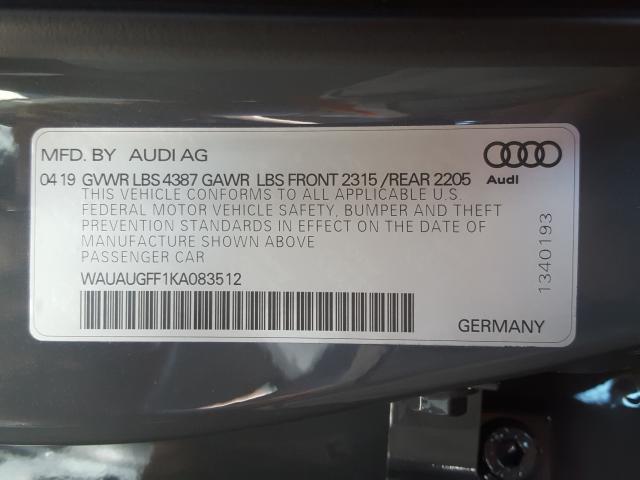 MFD. BY AUDI AG
04 19 GVWR LBS 4387 GAWR LBS FRONT 2315 /REAR 2205
THIS VEHICLE CONFORMS TO ALL APPLICABLE U.S.
FEDERAL MOTOR VEHICLE SAFETY, BUMPER AND THEFT
PREVENTION STANDARDS IN EFFECT ON THE DATE OF
MANUFACTURE SHOWN ABOVE
PASSENGER CAR
WAUAUGFF1KA083512
Audi
1340193
GERMANY